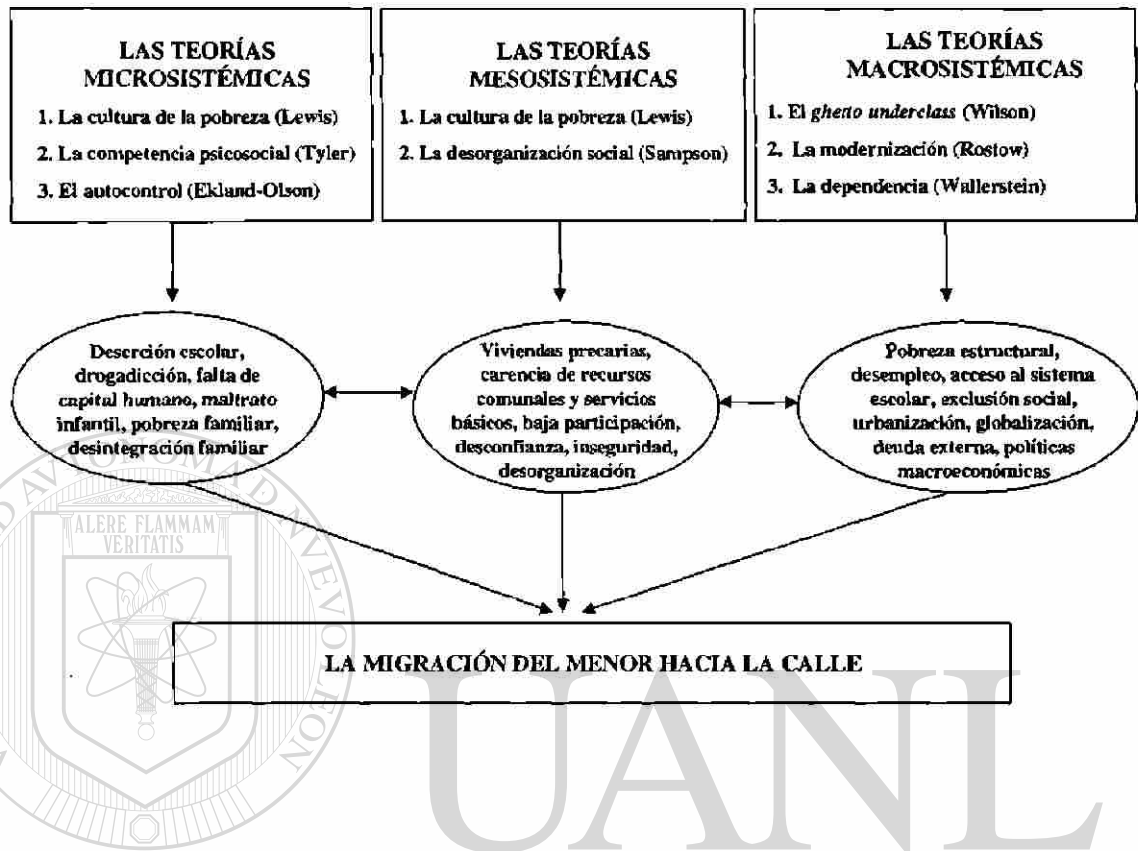 LAS TEORÍAS
MICROSISTÉMICAS
1. La cultura de la pobreza (Lewis)
2. La competencia psicosocial (Tyler)
3. El autocontrol (Ekland-Olson)
LAS TEORÍAS
MESOSISTÉMICAS
1. La cultura de la pobreza (Lewis)
2. La desorganización social (Sampson)
LAS TEORÍAS
MACROSISTÉMICAS
1. El ghetto underclass (Wilson)
2. La modernización (Rostow)
3. La dependencia (Wallerstein)
Deserción escolar,
drogadicción, falta de
capital humano, maltrato
infantil, pobreza familiar,
desintegración familiar
Viviendas precarias,
carencia de recursos
comunales y servicios
básicos, baja participación,
desconfianza, inseguridad,
desorganización
Pobreza estructural,
desempleo, acceso al sistema
escolar, exclusión social,
urbanización, globalización,
deuda externa, políticas
macroeconómicas
LA MIGRACIÓN DEL MENOR HACIA LA CALLE
ALERE FLAMMAM
VERITATIS
AVTONOMA D NVEVO LEON
UANL